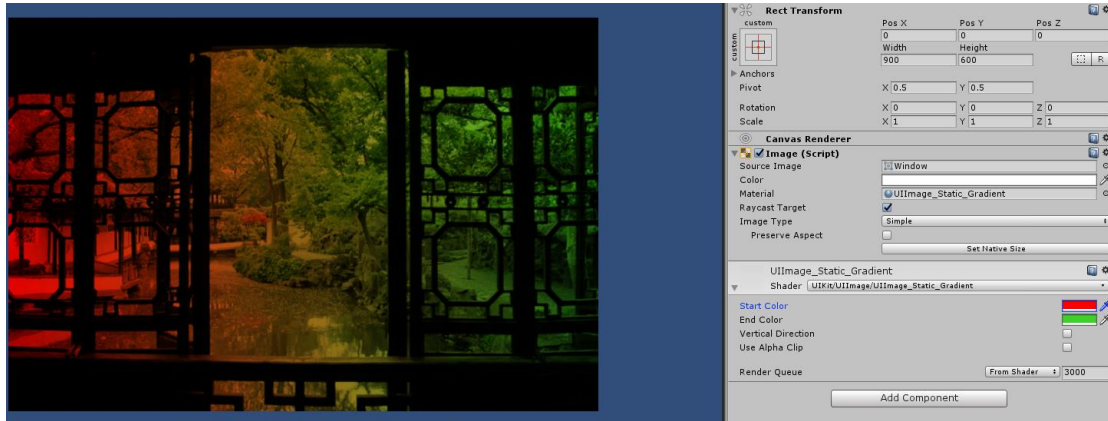 Rect Transform
custom
custom
Pos X Pos Y Pos Z
0 0 0
Width Height
900 600
R
Anchors
Pivot X 0.5 Y 0.5
Rotation X 0 Y 0 Z 0
Scale X 1 Y 1 Z 1
Canvas Renderer
Image (Script)
Source Image Window
Color
Material UIImage_Static_Gradient
Raycast Target
Image Type Simple
Preserve Aspect
Set Native Size
UIImage_Static_Gradient
Shader UIKit/UIImage/UIImage_Static_Gradient
Start Color
End Color
Vertical Direction
Use Alpha Clip
Render Queue From Shader 3000
Add Component